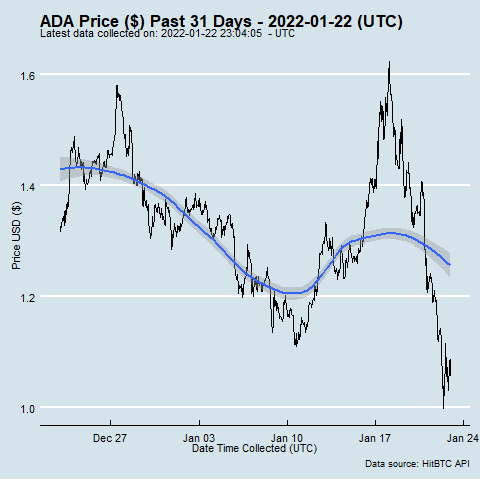 ADA Price ($) Past 31 Days - 2022-01-22 (UTC)
Latest data collected on: 2022-01-22 23:04:05 - UTC
1.6
1.4
1.2
1.0
Price USD ($)
Dec 27 Jan 03 Jan 10 Jan 17 Jan 24
Date Time Collected (UTC)
Data source: HitBTC API